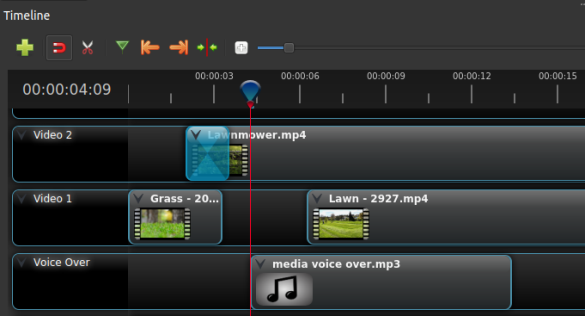 Timeline
00:00:04:09
00:00:03
00:00:06
00:00:09
00:00:12
00:00:15
Video 2
Lawnmower.mp4
Video 1
Grass - 20...
Lawn - 2927.mp4
Voice Over
media voice over.mp3